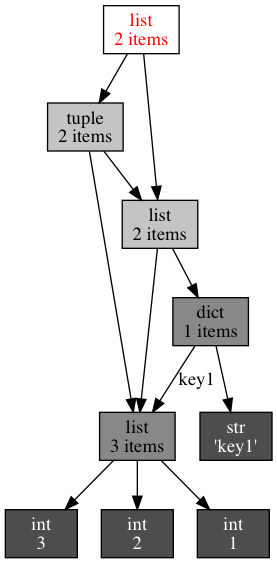 list
2 items
tuple
2 items
list
2 items
dict
1 items
key1
list
3 items
str
'key1'
int
3
int
2
int
1